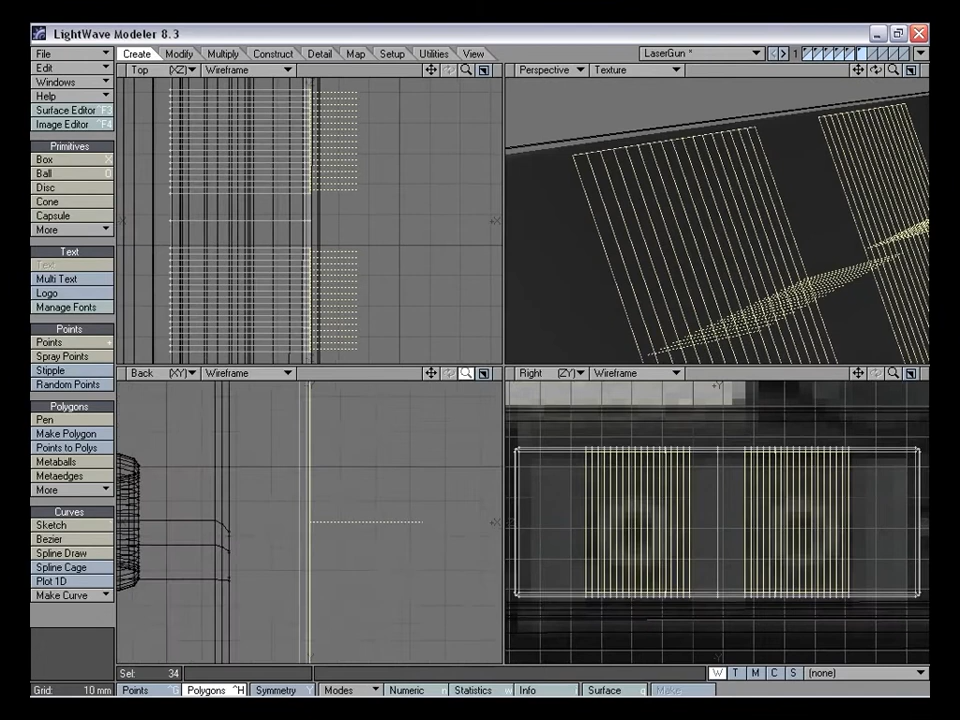 LightWave Modeler 8.3
File Create Modify Multiply Construct Detail Map Setup Utilities View LaserGun * 1
Edit Top (XZ) Wireframe Perspective Texture
Windows
Help
Surface Editor F3
Image Editor ^F4
Primitives
Box X
Ball O
Disc
Cone
Capsule
More
Text
Text
Multi Text
Logo
Manage Fonts
Points
Points +
Spray Points
Stipple
Back (XY) Wireframe Right (ZY) Wireframe
Random Points
Polygons
Pen
Make Polygon
Points to Polys
Metaballs
Metaedges
More
Curves
Sketch
Bezier
Spline Draw
Spline Cage
Plot 1D
Make Curve
Sel: 34 W T M C S (none)
Grid: 10 mm Points ^G Polygons ^H Symmetry Y Modes Numeric n Statistics w Info i Surface q Make